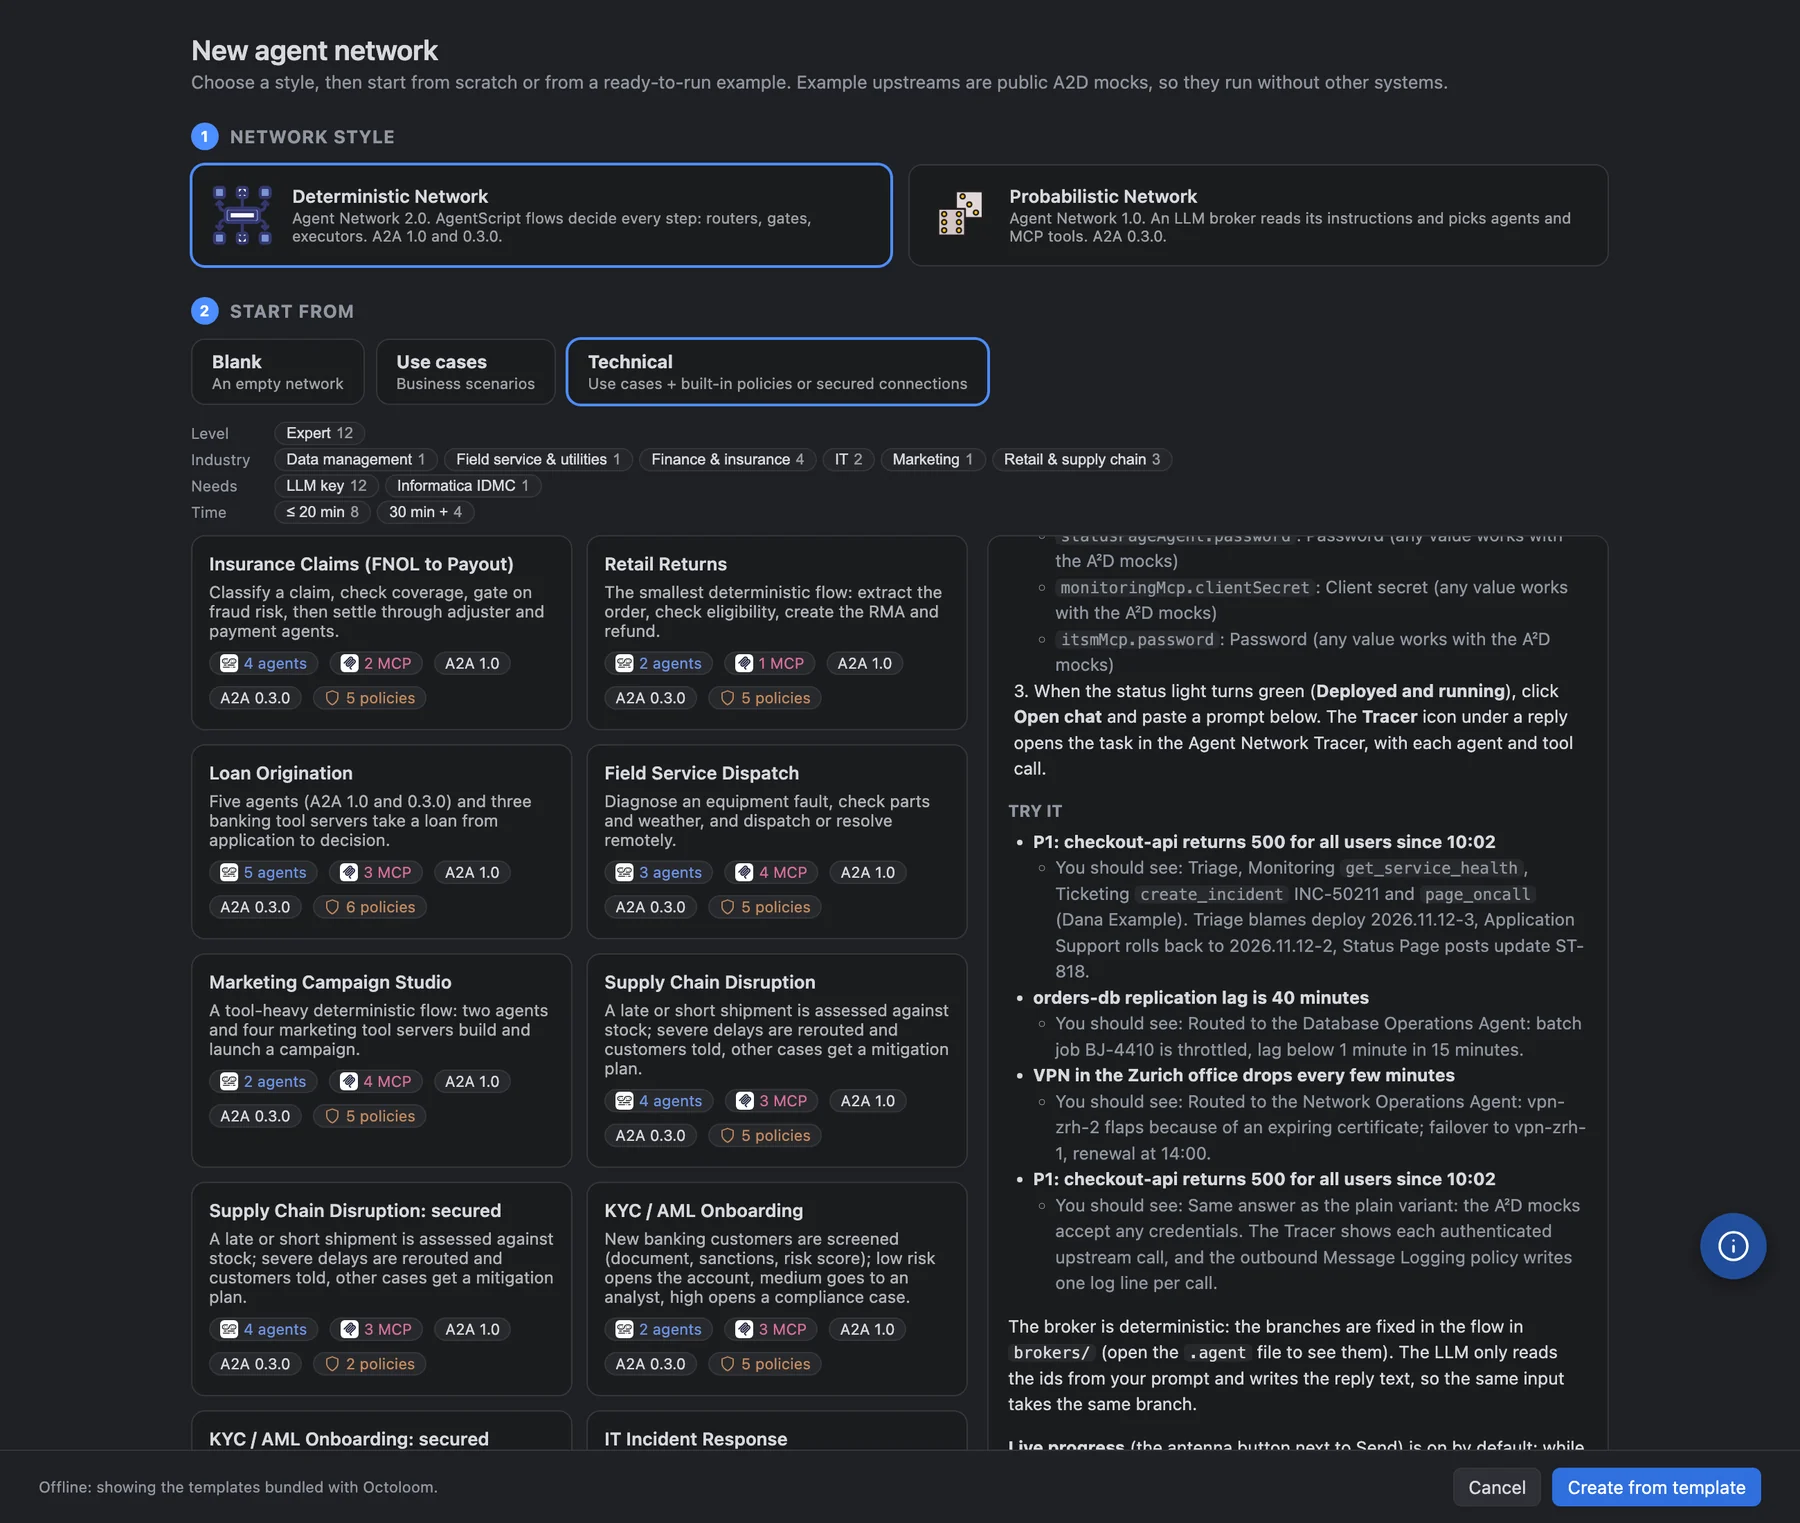 New agent network
Choose a style, then start from scratch or from a ready-to-run example. Example upstreams are public A2D mocks, so they run without other systems.
1 NETWORK STYLE
Deterministic Network
Agent Network 2.0. AgentScript flows decide every step: routers, gates,
executors. A2A 1.0 and 0.3.0.
Probabilistic Network
Agent Network 1.0. An LLM broker reads its instructions and picks agents and
MCP tools. A2A 0.3.0.
2 START FROM
Blank
An empty network
Use cases
Business scenarios
Technical
Use cases + built-in policies or secured connections
Level Expert 12
Industry Data management 1 Field service & utilities 1 Finance & insurance 4 IT 2 Marketing 1 Retail & supply chain 3
Needs LLM key 12 Informatica IDMC 1
Time ≤ 20 min 8 30 min + 4
Insurance Claims (FNOL to Payout)
Classify a claim, check coverage, gate on
fraud risk, then settle through adjuster and
payment agents.
4 agents 2 MCP A2A 1.0
A2A 0.3.0 5 policies
Retail Returns
The smallest deterministic flow: extract the
order, check eligibility, create the RMA and
refund.
2 agents 1 MCP A2A 1.0
A2A 0.3.0 5 policies
Loan Origination
Five agents (A2A 1.0 and 0.3.0) and three
banking tool servers take a loan from
application to decision.
5 agents 3 MCP A2A 1.0
A2A 0.3.0 6 policies
Field Service Dispatch
Diagnose an equipment fault, check parts
and weather, and dispatch or resolve
remotely.
3 agents 4 MCP A2A 1.0
A2A 0.3.0 5 policies
Marketing Campaign Studio
A tool-heavy deterministic flow: two agents
and four marketing tool servers build and
launch a campaign.
2 agents 4 MCP A2A 1.0
A2A 0.3.0 5 policies
Supply Chain Disruption
A late or short shipment is assessed against
stock; severe delays are rerouted and
customers told, other cases get a mitigation
plan.
4 agents 3 MCP A2A 1.0
A2A 0.3.0 5 policies
Supply Chain Disruption: secured
A late or short shipment is assessed against
stock; severe delays are rerouted and
customers told, other cases get a mitigation
plan.
4 agents 3 MCP A2A 1.0
A2A 0.3.0 2 policies
KYC / AML Onboarding
New banking customers are screened
(document, sanctions, risk score); low risk
opens the account, medium goes to an
analyst, high opens a compliance case.
2 agents 3 MCP A2A 1.0
A2A 0.3.0 5 policies
KYC / AML Onboarding: secured
IT Incident Response
statusPageAgent.password : Password (any value works with
the A²D mocks)
monitoringMcp.clientSecret : Client secret (any value works
with the A²D mocks)
itsmMcp.password : Password (any value works with the A²D
mocks)
3. When the status light turns green (Deployed and running), click
Open chat and paste a prompt below. The Tracer icon under a reply
opens the task in the Agent Network Tracer, with each agent and tool
call.
TRY IT
P1: checkout-api returns 500 for all users since 10:02
You should see: Triage, Monitoring get_service_health ,
Ticketing create_incident INC-50211 and page_oncall
(Dana Example). Triage blames deploy 2026.11.12-3, Application
Support rolls back to 2026.11.12-2, Status Page posts update ST-
818.
orders-db replication lag is 40 minutes
You should see: Routed to the Database Operations Agent: batch
job BJ-4410 is throttled, lag below 1 minute in 15 minutes.
VPN in the Zurich office drops every few minutes
You should see: Routed to the Network Operations Agent: vpn-
zrh-2 flaps because of an expiring certificate; failover to vpn-zrh-
1, renewal at 14:00.
P1: checkout-api returns 500 for all users since 10:02
You should see: Same answer as the plain variant: the A²D mocks
accept any credentials. The Tracer shows each authenticated
upstream call, and the outbound Message Logging policy writes
one log line per call.
The broker is deterministic: the branches are fixed in the flow in
brokers/ (open the .agent file to see them). The LLM only reads
the ids from your prompt and writes the reply text, so the same input
takes the same branch.
Live progress (the antenna button next to Send) is on by default: while
Offline: showing the templates bundled with Octoloom.
Cancel
Create from template